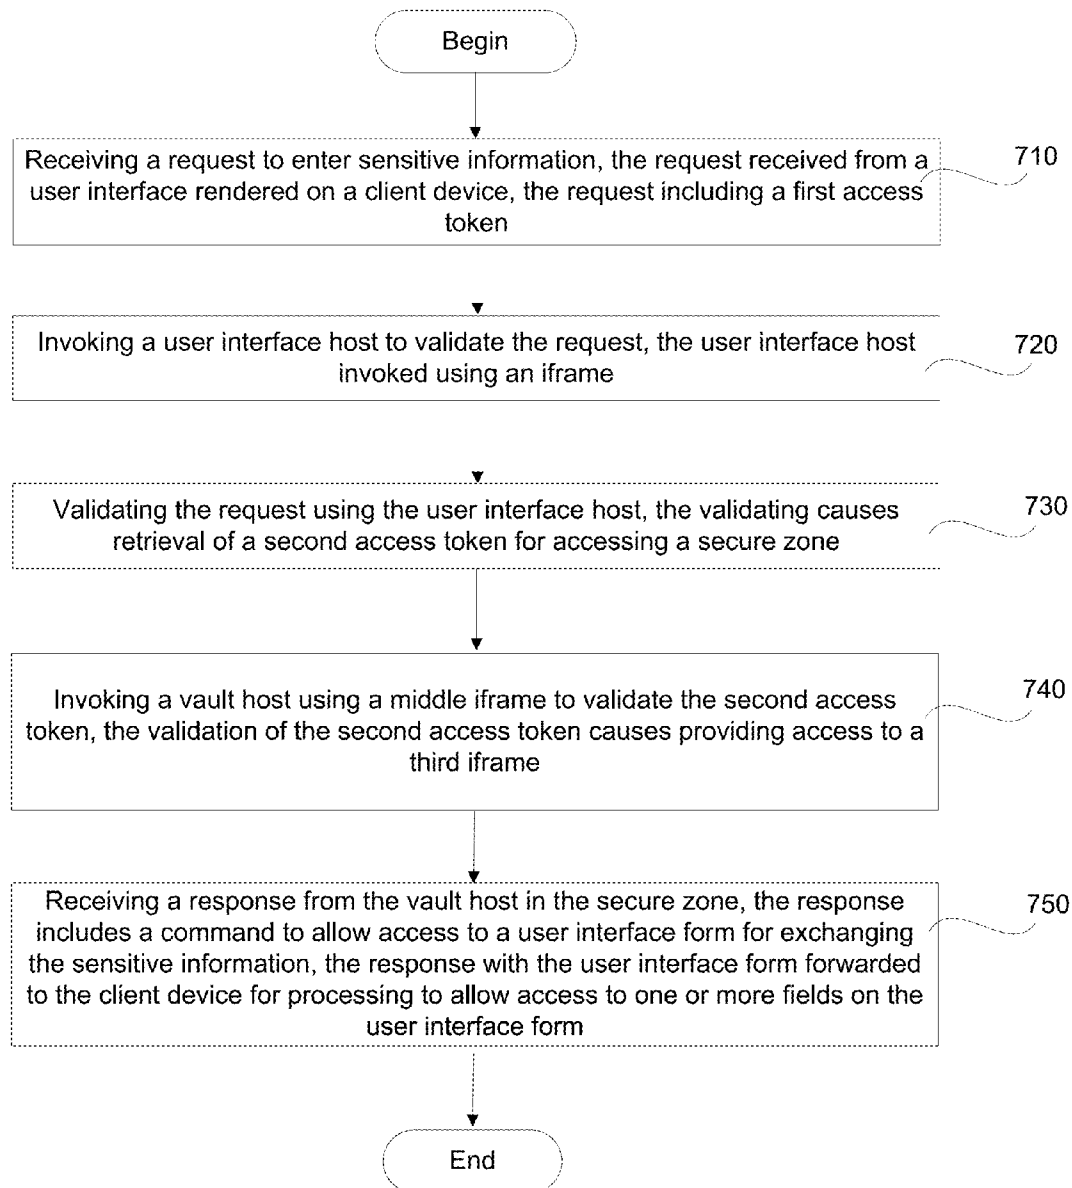 Begin
Receiving a request to enter sensitive information, the request received from a
user interface rendered on a client device, the request including a first access
token
710
Invoking a user interface host to validate the request, the user interface host
invoked using an iframe
720
Validating the request using the user interface host, the validating causes
retrieval of a second access token for accessing a secure zone
730
Invoking a vault host using a middle iframe to validate the second access
token, the validation of the second access token causes providing access to a
third iframe
740
Receiving a response from the vault host in the secure zone, the response
includes a command to allow access to a user interface form for exchanging
the sensitive information, the response with the user interface form forwarded
to the client device for processing to allow access to one or more fields on the
user interface form
750
End